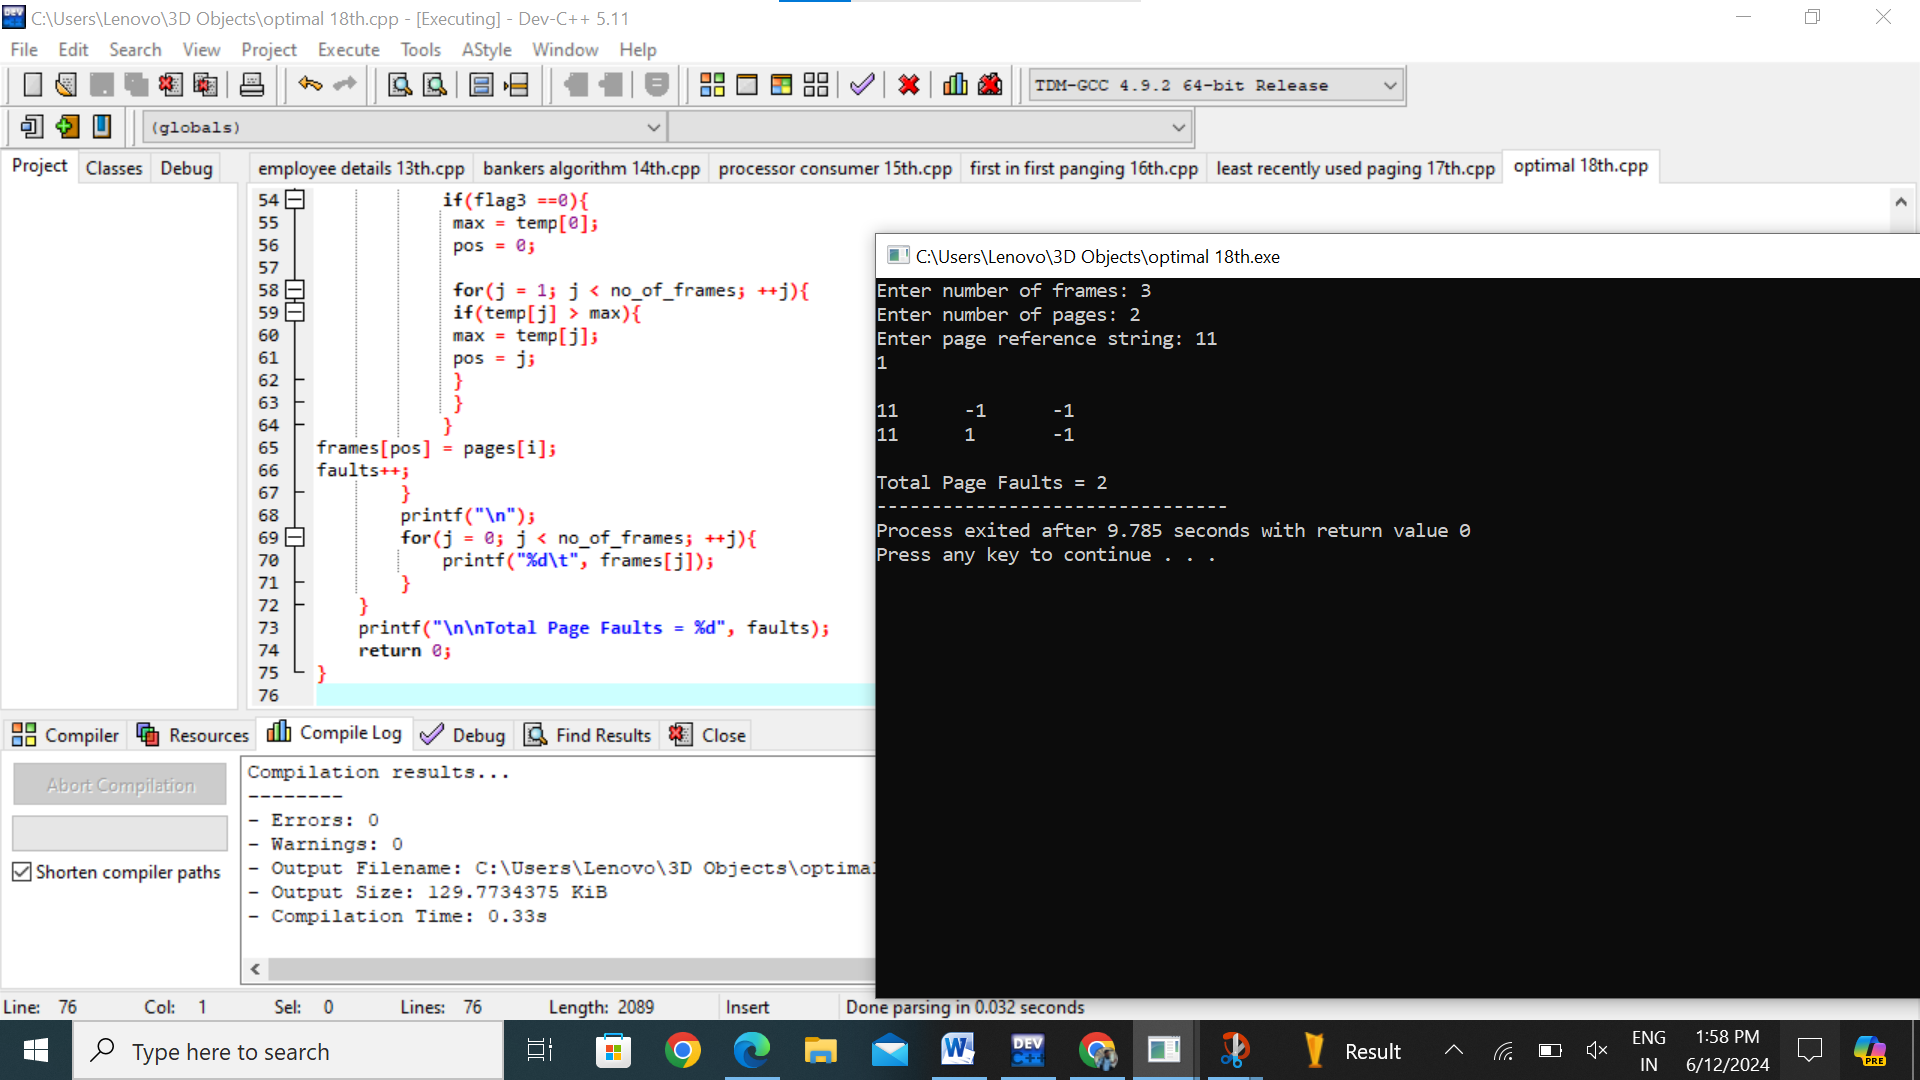 C:\Users\Lenovo\3D Objects\optimal 18th.cpp - [Executing] - Dev-C++ 5.11
File Edit Search View Project Execute Tools AStyle Window Help
TDM-GCC 4.9.2 64-bit Release
(globals)
Project Classes Debug
employee details 13th.cpp bankers algorithm 14th.cpp processor consumer 15th.cpp first in first panging 16th.cpp least recently used paging 17th.cpp optimal 18th.cpp
54 if(flag3 ==0){
55 max = temp[0];
56 pos = 0;
57
58 for(j = 1; j < no_of_frames; ++j){
59 if(temp[j] > max){
60 max = temp[j];
61 pos = j;
62 }
63 }
64 }
65 frames[pos] = pages[i];
66 faults++;
67 }
68 printf("\n");
69 for(j = 0; j < no_of_frames; ++j){
70 printf("%d\t", frames[j]);
71 }
72 }
73 printf("\n\nTotal Page Faults = %d", faults);
74 return 0;
75 }
76
C:\Users\Lenovo\3D Objects\optimal 18th.exe
Enter number of frames: 3
Enter number of pages: 2
Enter page reference string: 11
1
11 -1 -1
11 1 -1
Total Page Faults = 2
--------------------------------
Process exited after 9.785 seconds with return value 0
Press any key to continue . . .
Compiler Resources Compile Log Debug Find Results Close
Abort Compilation
Shorten compiler paths
Compilation results...
--------
- Errors: 0
- Warnings: 0
- Output Filename: C:\Users\Lenovo\3D Objects\optimal
- Output Size: 129.7734375 KiB
- Compilation Time: 0.33s
Line: 76 Col: 1 Sel: 0 Lines: 76 Length: 2089 Insert Done parsing in 0.032 seconds
Type here to search
DEV
C++
Result
ENG
IN
1:58 PM
6/12/2024
PRE